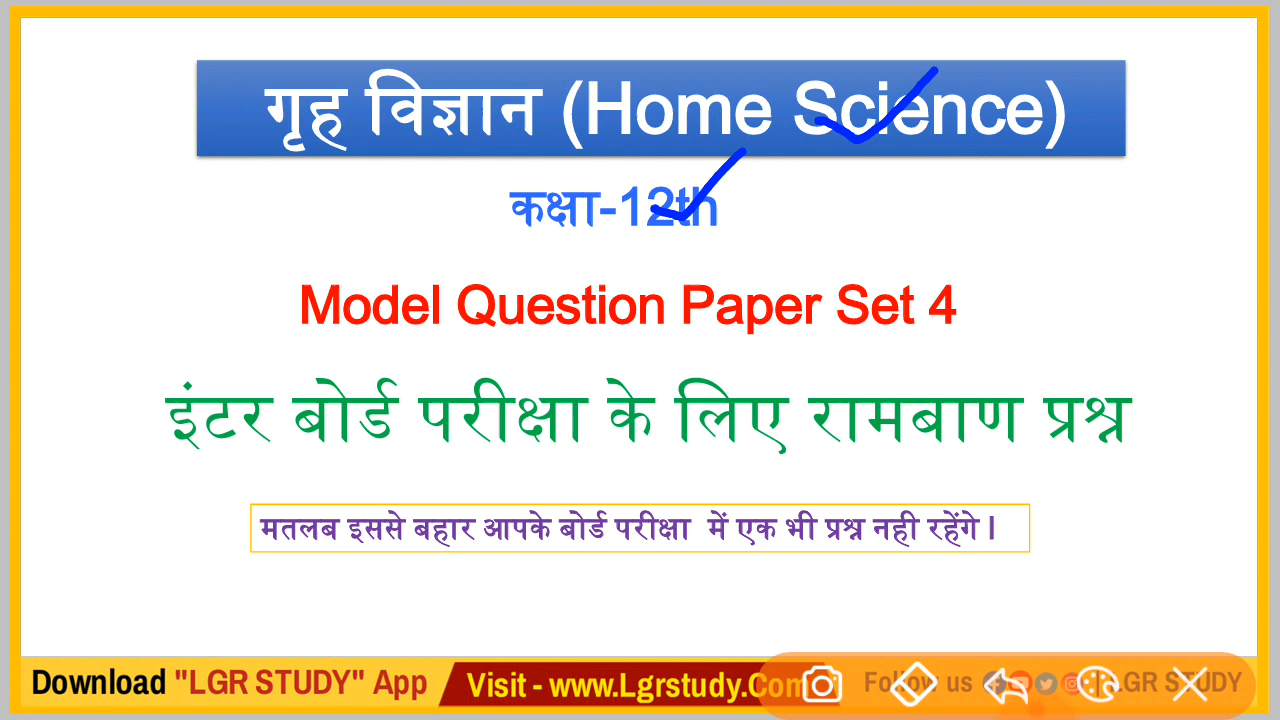 गृह विज्ञान (Home Science)
कक्षा-12th
Model Question Paper Set 4
इंटर बोर्ड परीक्षा के लिए रामबाण प्रश्न
मतलब इससे बहार आपके बोर्ड परीक्षा में एक भी प्रश्न नही रहेंगे ।
Download "LGR STUDY" App Visit - www.Lgrstudy.Com Follow us | LGR STUDY